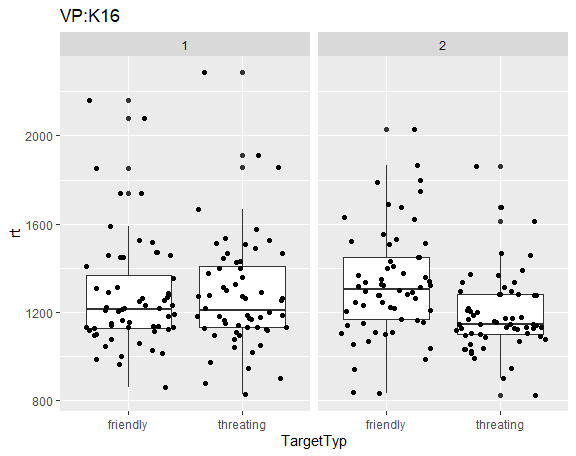 VP:K16
1 2
2000
1600
1200
800
rt
friendly threating friendly threating
TargetTyp